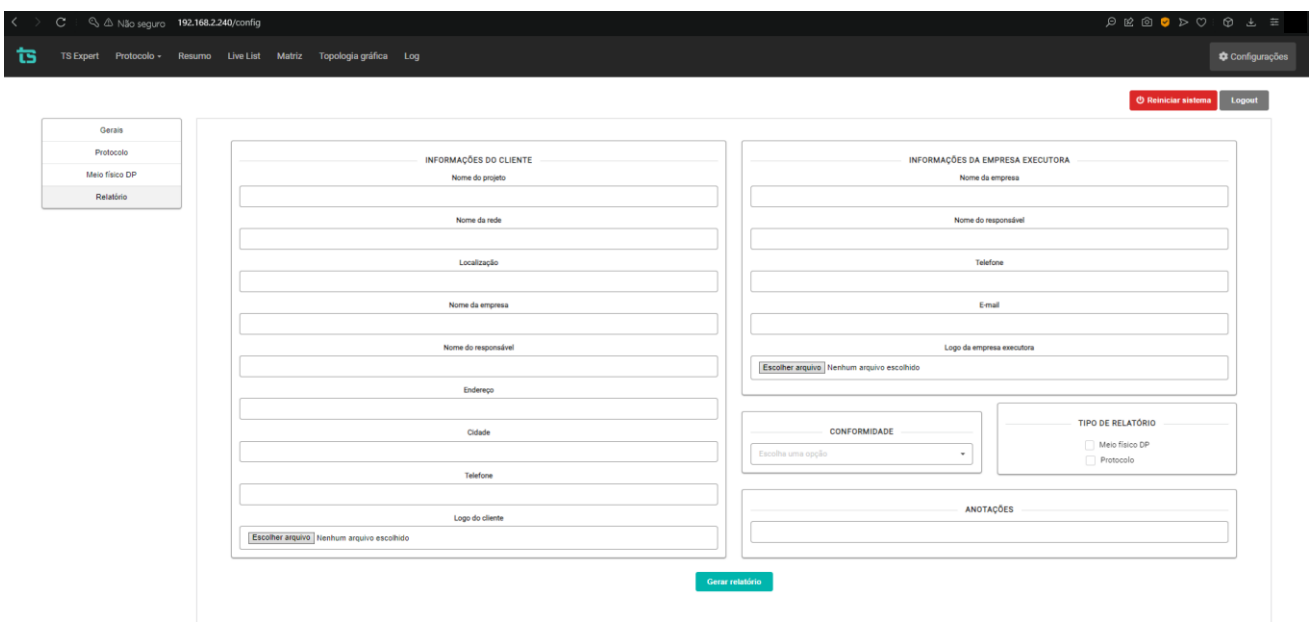 Não seguro 192.168.2.240/config
ts TS Expert Protocolo Resumo Live List Matriz Topologia gráfica Log Configurações
Reiniciar sistema Logout
Gerais
Protocolo
Meio físico DP
Relatório
INFORMAÇÕES DO CLIENTE
Nome do projeto
Nome da rede
Localização
Nome da empresa
Nome do responsável
Endereço
Cidade
Telefone
Logo do cliente
Escolher arquivo Nenhum arquivo escolhido
INFORMAÇÕES DA EMPRESA EXECUTORA
Nome da empresa
Nome do responsável
Telefone
E-mail
Logo da empresa executora
Escolher arquivo Nenhum arquivo escolhido
CONFORMIDADE
Escolha uma opção
TIPO DE RELATÓRIO
Meio físico DP
Protocolo
ANOTAÇÕES
Gerar relatório